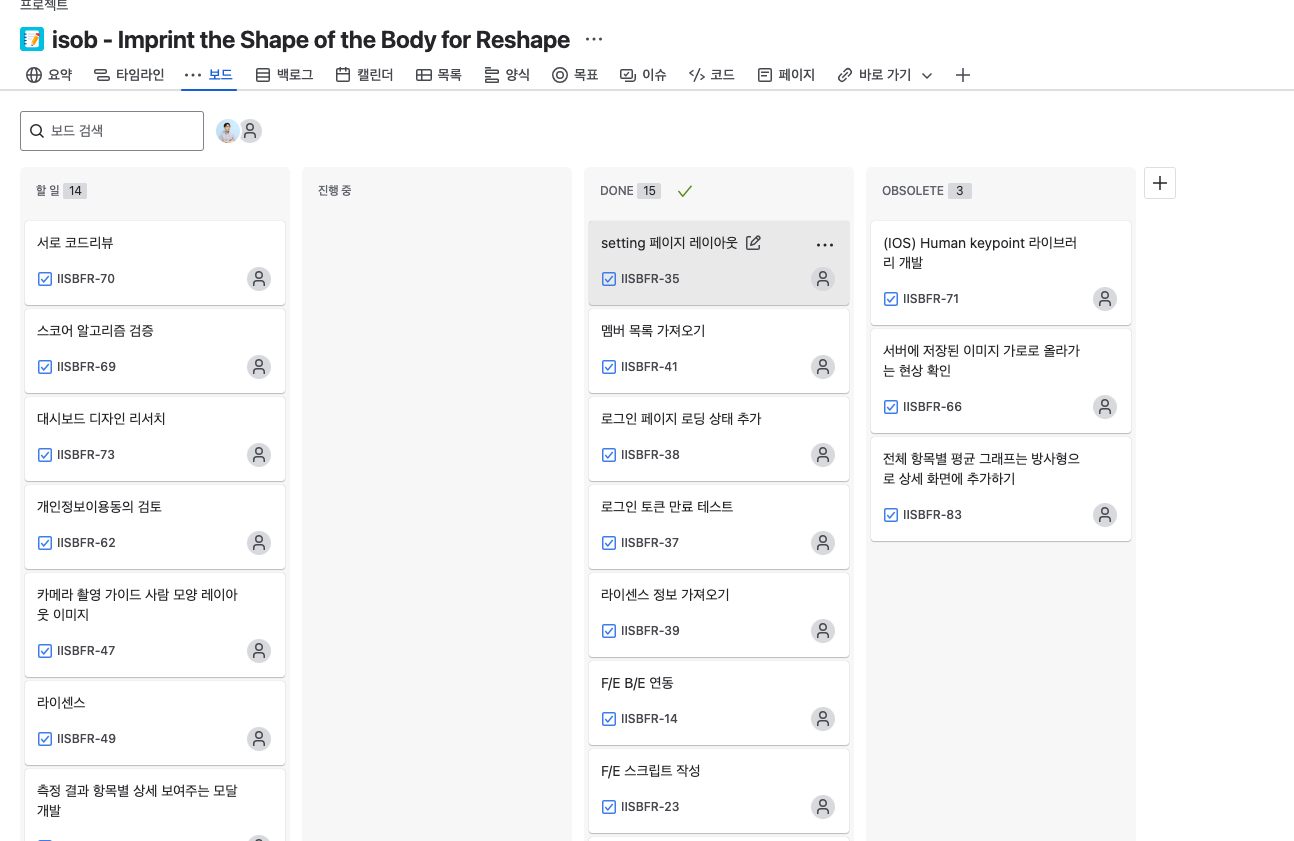 프로젝트
isob - Imprint the Shape of the Body for Reshape
요약 타임라인 보드 백로그 캘린더 목록 양식 목표 이슈 코드 페이지 바로 가기
보드 검색
할 일 14
서로 코드리뷰
IISBFR-70
스코어 알고리즘 검증
IISBFR-69
대시보드 디자인 리서치
IISBFR-73
개인정보이용동의 검토
IISBFR-62
카메라 촬영 가이드 사람 모양 레이아
웃 이미지
IISBFR-47
라이센스
IISBFR-49
측정 결과 항목별 상세 보여주는 모달
개발
진행 중
DONE 15
setting 페이지 레이아웃
IISBFR-35
멤버 목록 가져오기
IISBFR-41
로그인 페이지 로딩 상태 추가
IISBFR-38
로그인 토큰 만료 테스트
IISBFR-37
라이센스 정보 가져오기
IISBFR-39
F/E B/E 연동
IISBFR-14
F/E 스크립트 작성
IISBFR-23
OBSOLETE 3
(IOS) Human keypoint 라이브러
리 개발
IISBFR-71
서버에 저장된 이미지 가로로 올라가
는 현상 확인
IISBFR-66
전체 항목별 평균 그래프는 방사형으
로 상세 화면에 추가하기
IISBFR-83